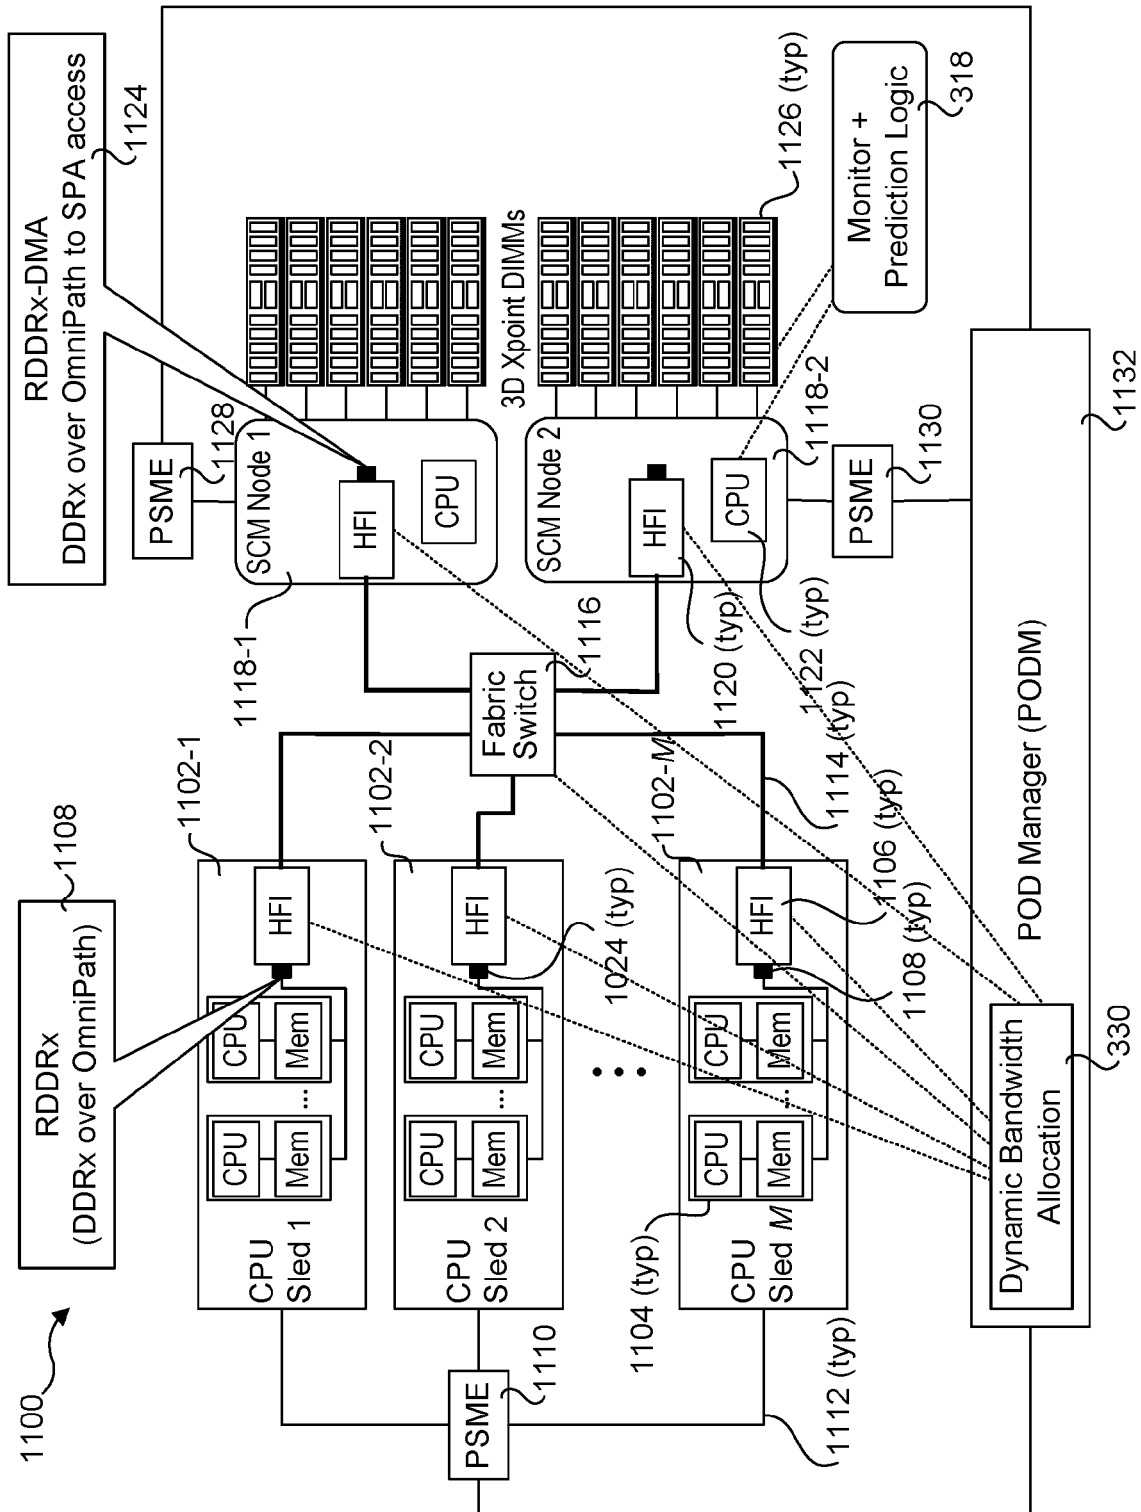 1100
RDDRx
(DDRx over OmniPath)
1108
RDDRx-DMA
DDRx over OmniPath to SPA access
1124
PSME
1110
1112 (typ)
CPU
Sled 1
CPU
Mem
...
CPU
Mem
HFI
1102-1
CPU
Sled 2
CPU
Mem
...
CPU
Mem
HFI
1102-2
1024 (typ)
CPU
Sled M
1104 (typ)
CPU
Mem
...
CPU
Mem
HFI
1102-M
1108 (typ)
1106 (typ)
1114 (typ)
Fabric
Switch
1116
1118-1
PSME
1128
SCM Node 1
HFI
CPU
3D Xpoint DIMMs
SCM Node 2
HFI
CPU
1118-2
1120 (typ)
1122 (typ)
1126 (typ)
PSME
1130
Monitor +
Prediction Logic
318
POD Manager (PODM)
1132
Dynamic Bandwidth
Allocation
330